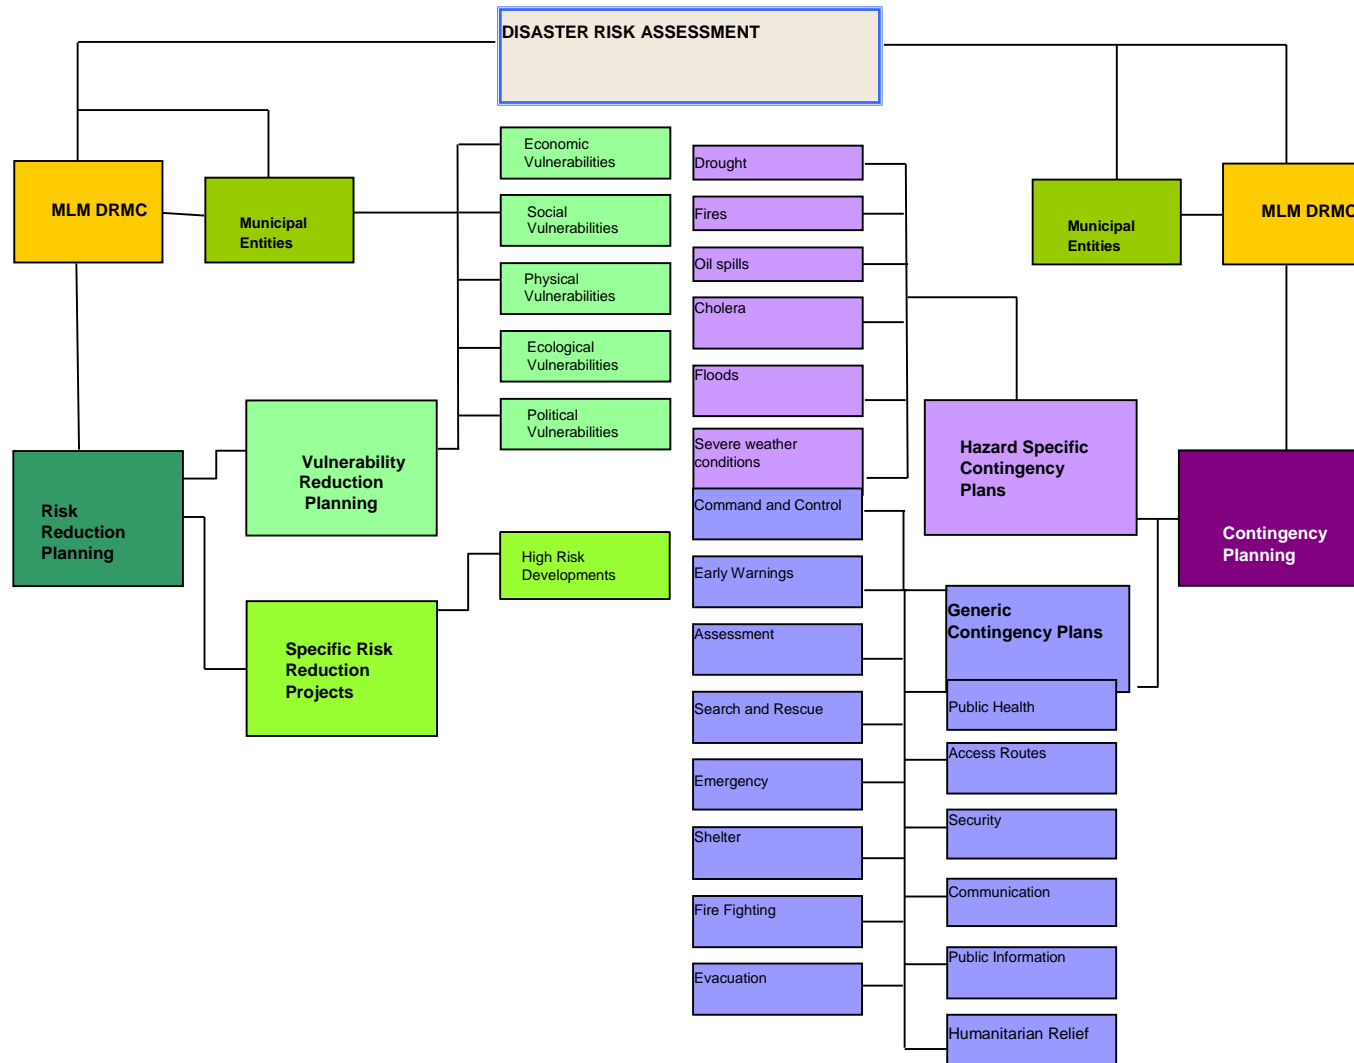 DISASTER RISK ASSESSMENT
MLM DRMC
Municipal
Entities
Economic
Vulnerabilities
Social
Vulnerabilities
Physical
Vulnerabilities
Ecological
Vulnerabilities
Political
Vulnerabilities
Drought
Fires
Oil spills
Cholera
Floods
Severe weather
conditions
Municipal
Entities
MLM DRMC
Risk
Reduction
Planning
Vulnerability
Reduction
Planning
Specific Risk
Reduction
Projects
High Risk
Developments
Hazard Specific
Contingency
Plans
Contingency
Planning
Command and Control
Early Warnings
Assessment
Search and Rescue
Emergency
Shelter
Fire Fighting
Evacuation
Generic
Contingency Plans
Public Health
Access Routes
Security
Communication
Public Information
Humanitarian Relief